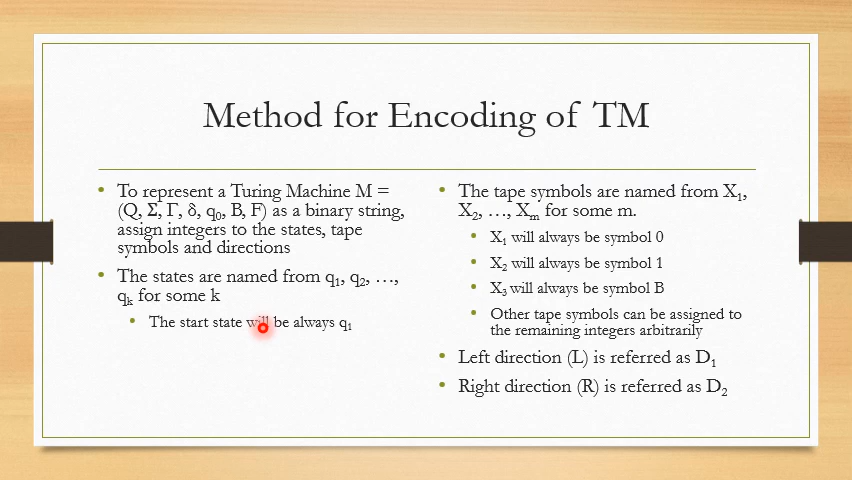 Method for Encoding of TM
• To represent a Turing Machine M =
(Q, Σ, Γ, δ, q₀, B, F) as a binary string,
assign integers to the states, tape
symbols and directions
• The states are named from q₁, q₂, …,
qₖ for some k
• The start state will be always q₁
• The tape symbols are named from X₁,
X₂, …, Xₘ for some m.
• X₁ will always be symbol 0
• X₂ will always be symbol 1
• X₃ will always be symbol B
• Other tape symbols can be assigned to
the remaining integers arbitrarily
• Left direction (L) is referred as D₁
• Right direction (R) is referred as D₂